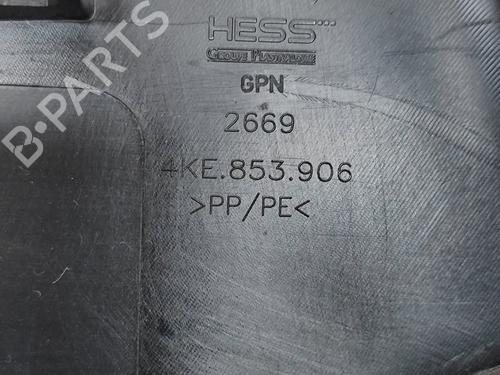 HESS
GROUPE PLASTIVALOIRE
GPN
2669
4KE.853.906
>PP/PE<
B-PARTS